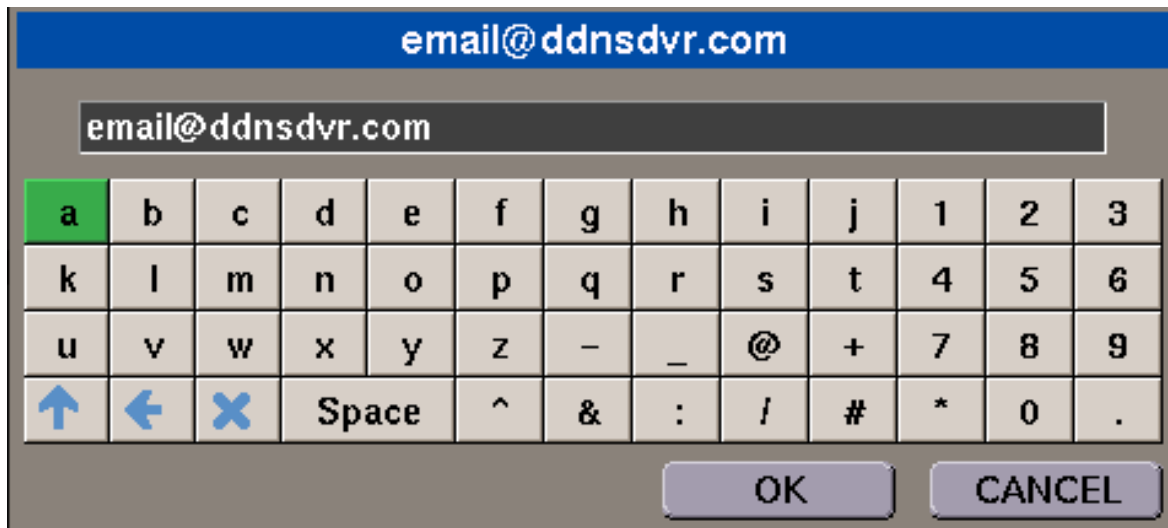 email@ddnsdvr.com
email@ddnsdvr.com
a b c d e f g h i j 1 2 3
k l m n o p q r s t 4 5 6
u v w x y z – _ @ + 7 8 9
Space ^ & : / # * 0 .
OK CANCEL